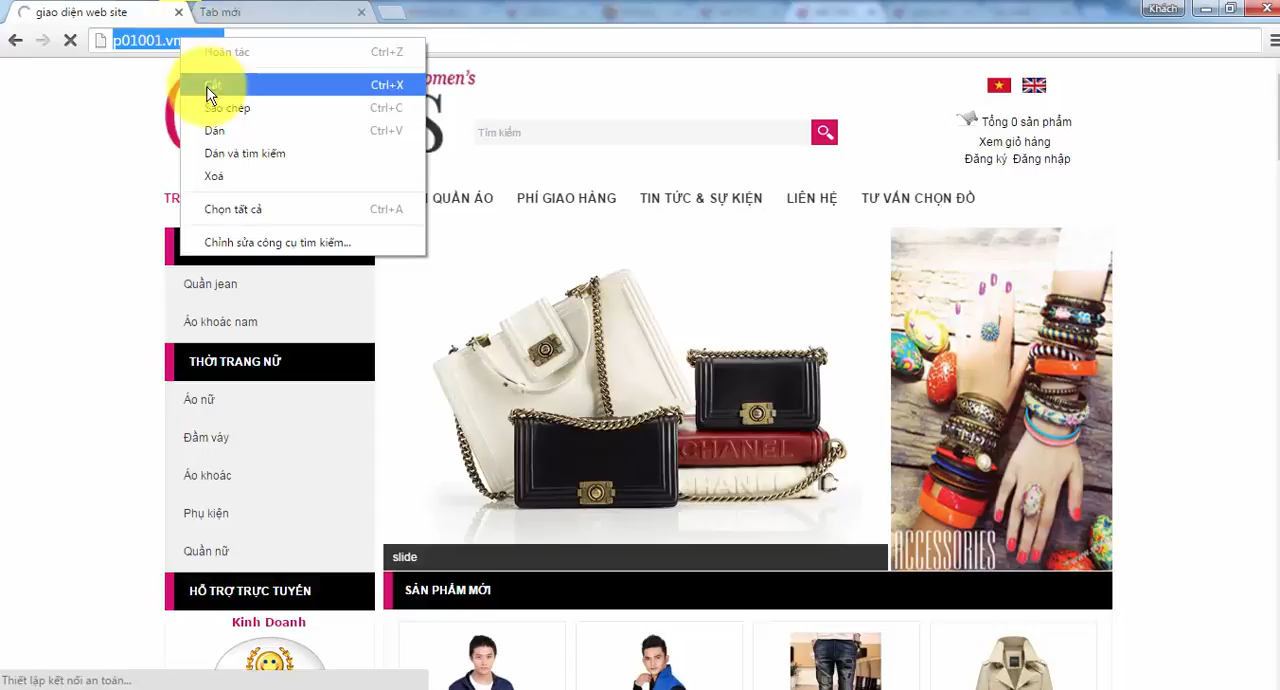 giao diện web site
Tab mới
Khách
p01001.vn
Hoàn tác Ctrl+Z
Cắt Ctrl+X
Sao chép Ctrl+C
Dán Ctrl+V
Dán và tìm kiếm
Xoá
Chọn tất cả Ctrl+A
Chỉnh sửa công cụ tìm kiếm...
omen's
S
Tìm kiếm
Tổng 0 sản phẩm
Xem giỏ hàng
Đăng ký Đăng nhập
TR
QUẦN ÁO
PHÍ GIAO HÀNG
TIN TỨC & SỰ KIỆN
LIÊN HỆ
TƯ VẤN CHỌN ĐỒ
Quần jean
Áo khoác nam
THỜI TRANG NỮ
Áo nữ
Đầm váy
Áo khoác
Phụ kiện
Quần nữ
HỖ TRỢ TRỰC TUYẾN
Kinh Doanh
CHANEL
CHANEL
slide
ACCESSORIES
SẢN PHẨM MỚI
Thiết lập kết nối an toàn...